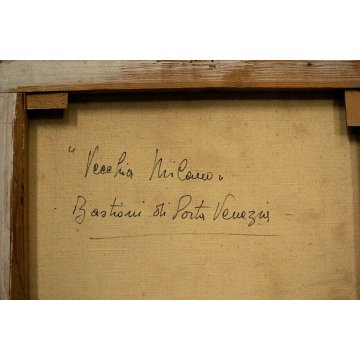 "Vecchia Milano"
Bastioni di Porta Venezia